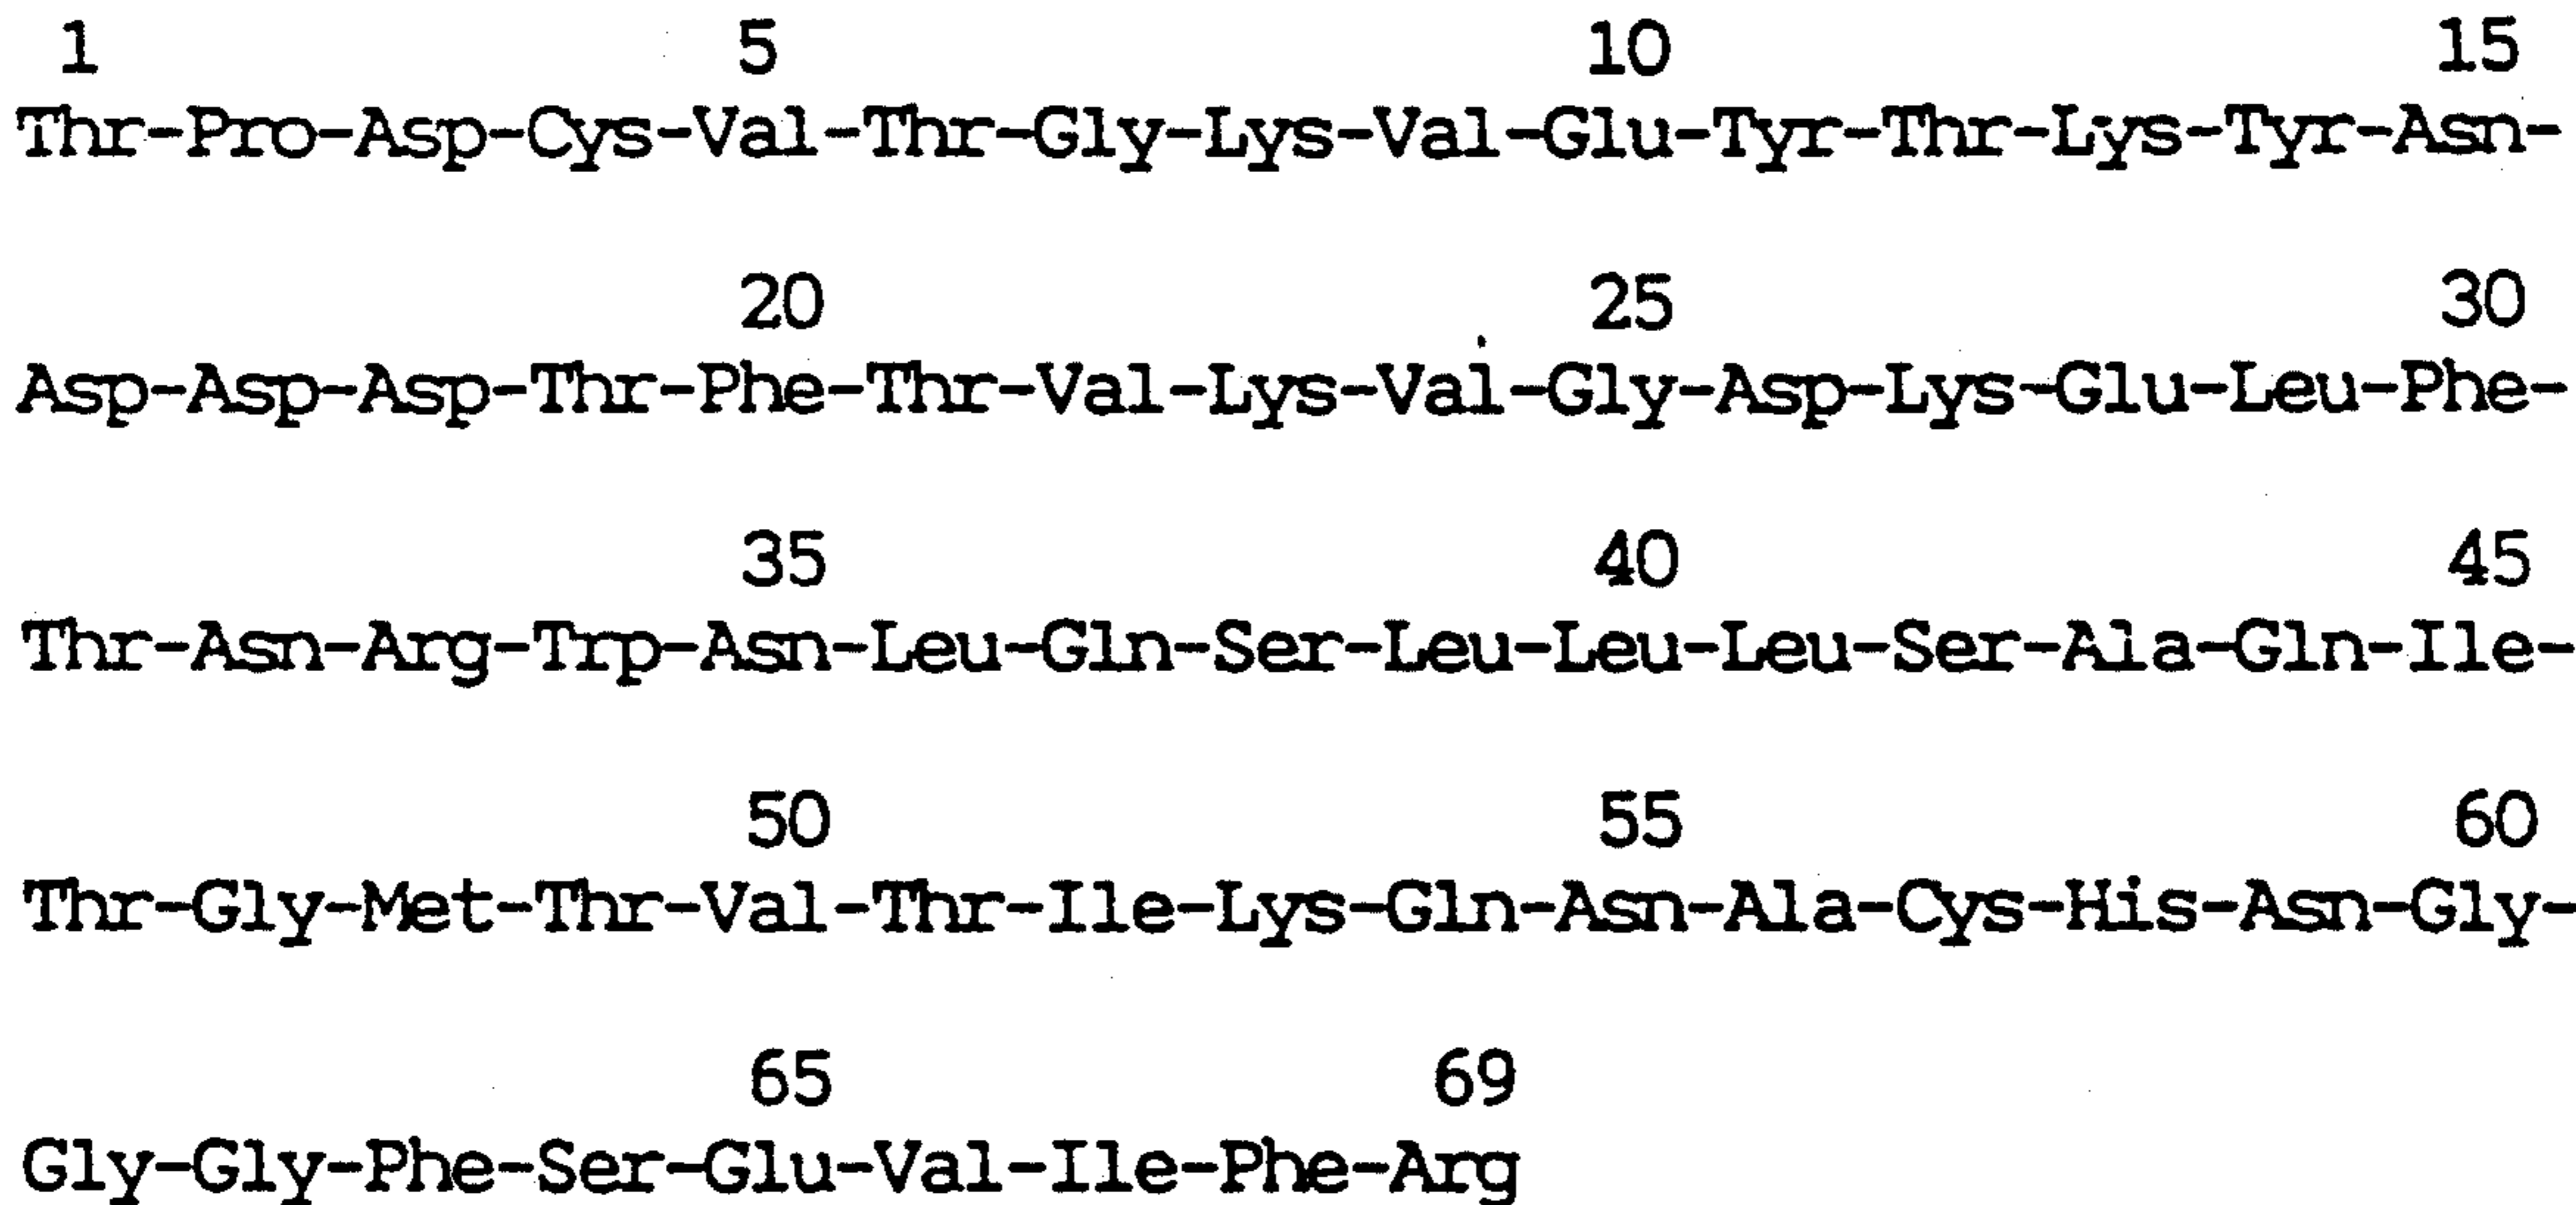 1 5 10 15
Thr-Pro-Asp-Cys-Val-Thr-Gly-Lys-Val-Glu-Tyr-Thr-Lys-Tyr-Asn-
20 25 30
Asp-Asp-Asp-Thr-Phe-Thr-Val-Lys-Val-Gly-Asp-Lys-Glu-Leu-Phe-
35 40 45
Thr-Asn-Arg-Trp-Asn-Leu-Gln-Ser-Leu-Leu-Leu-Ser-Ala-Gln-Ile-
50 55 60
Thr-Gly-Met-Thr-Val-Thr-Ile-Lys-Gln-Asn-Ala-Cys-His-Asn-Gly-
65 69
Gly-Gly-Phe-Ser-Glu-Val-Ile-Phe-Arg